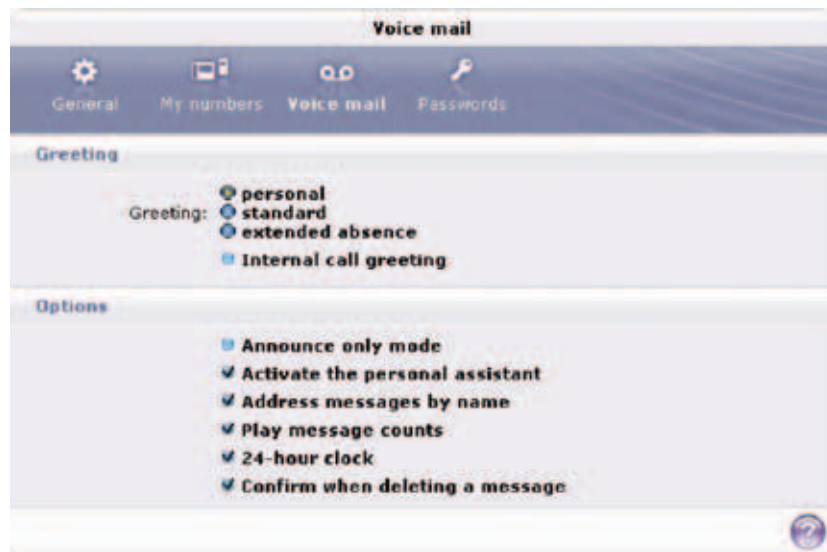 Voice mail
General My numbers Voice mail Passwords
Greeting
Greeting: personal
standard
extended absence
Internal call greeting
Options
Announce only mode
Activate the personal assistant
Address messages by name
Play message counts
24-hour clock
Confirm when deleting a message
?